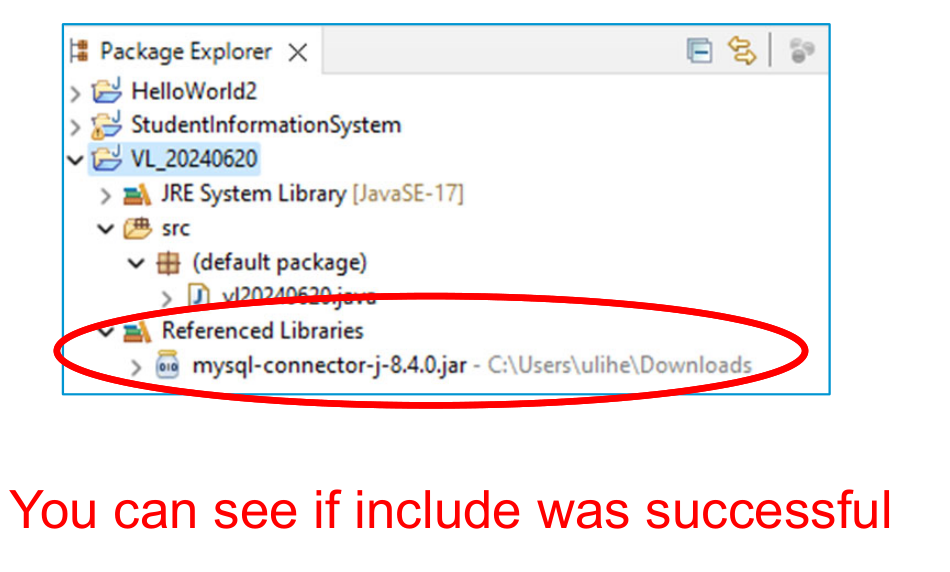 Package Explorer
HelloWorld2
StudentInformationSystem
VL_20240620
JRE System Library [JavaSE-17]
src
(default package)
vl20240620.java
Referenced Libraries
mysql-connector-j-8.4.0.jar - C:\Users\ulihe\Downloads
You can see if include was successful